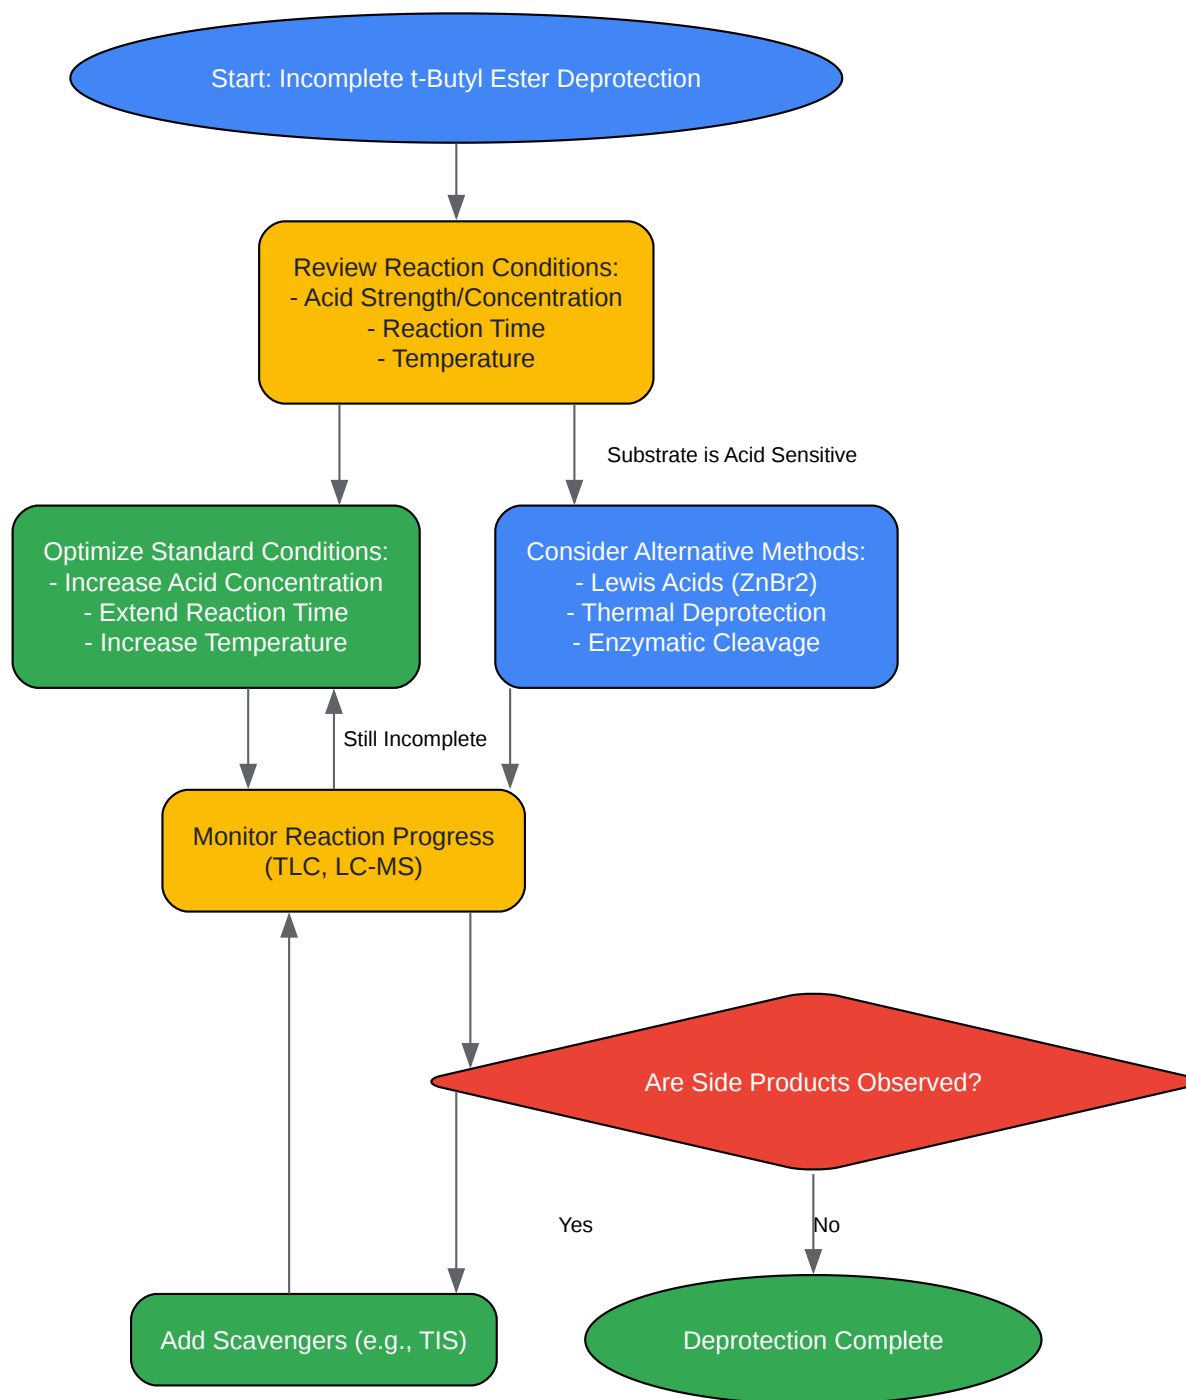 Start: Incomplete t-Butyl Ester Deprotection
Review Reaction Conditions:
- Acid Strength/Concentration
- Reaction Time
- Temperature
Substrate is Acid Sensitive
Optimize Standard Conditions:
- Increase Acid Concentration
- Extend Reaction Time
- Increase Temperature
Consider Alternative Methods:
- Lewis Acids (ZnBr2)
- Thermal Deprotection
- Enzymatic Cleavage
Still Incomplete
Monitor Reaction Progress
(TLC, LC-MS)
Are Side Products Observed?
Yes
No
Add Scavengers (e.g., TIS)
Deprotection Complete